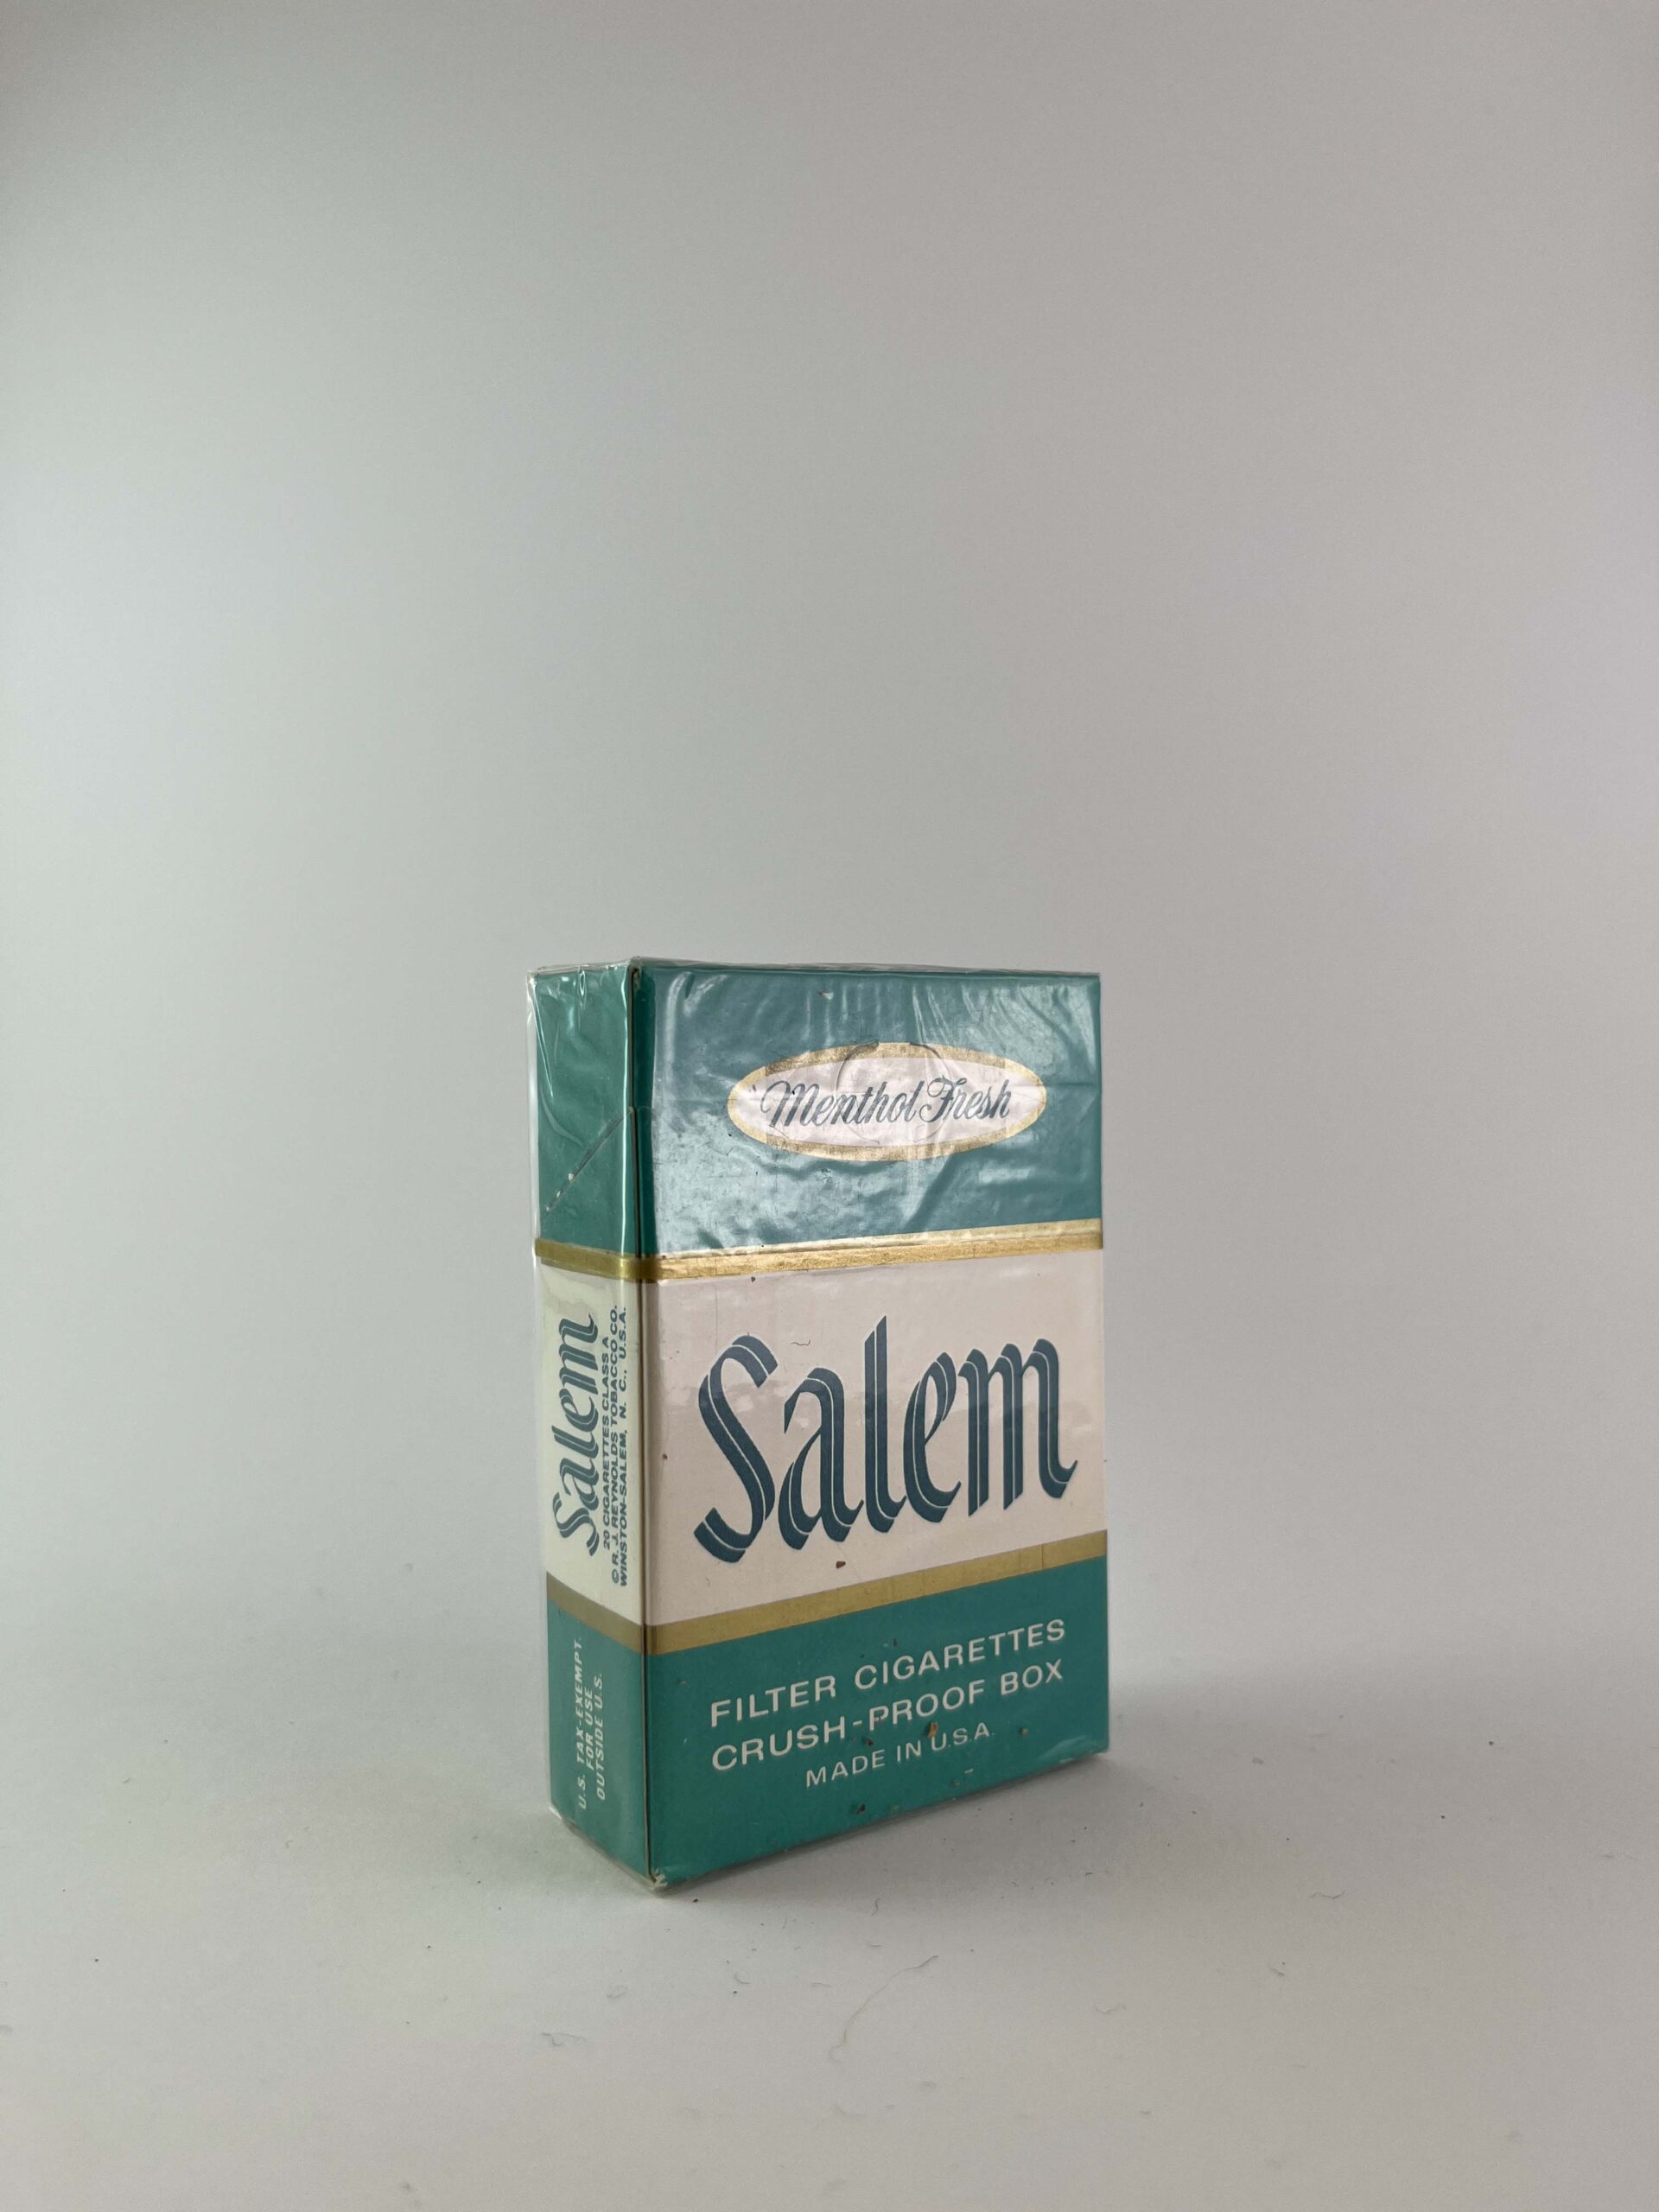 Menthol Fresh
Salem
FILTER CIGARETTES
CRUSH-PROOF BOX
MADE IN U.S.A.
Salem
20 CIGARETTES CLASS A
© R. J. REYNOLDS TOBACCO CO.
WINSTON-SALEM, N. C., U.S.A.
U.S. TAX-EXEMPT.
FOR USE
OUTSIDE U.S.